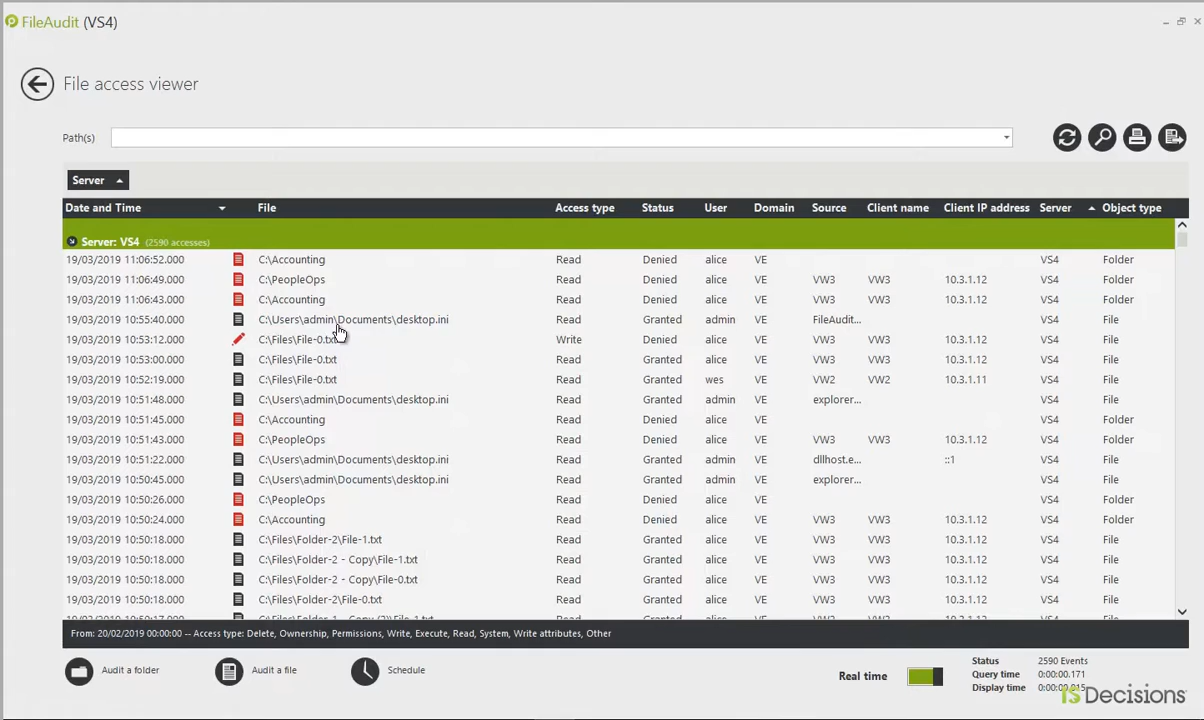 FileAudit (VS4)
File access viewer
Path(s)
Server
Date and Time File Access type Status User Domain Source Client name Client IP address Server Object type
Server: VS4 (2590 accesses)
19/03/2019 11:06:52.000 C:\Accounting Read Denied alice VE VS4 Folder
19/03/2019 11:06:49.000 C:\PeopleOps Read Denied alice VE VW3 VW3 10.3.1.12 VS4 Folder
19/03/2019 11:06:43.000 C:\Accounting Read Denied alice VE VW3 VW3 10.3.1.12 VS4 Folder
19/03/2019 10:55:40.000 C:\Users\admin\Documents\desktop.ini Read Granted admin VE FileAudit... VS4 File
19/03/2019 10:53:12.000 C:\Files\File-0.txt Write Denied alice VE VW3 VW3 10.3.1.12 VS4 File
19/03/2019 10:53:00.000 C:\Files\File-0.txt Read Granted alice VE VW3 VW3 10.3.1.12 VS4 File
19/03/2019 10:52:19.000 C:\Files\File-0.txt Read Granted wes VE VW2 VW2 10.3.1.11 VS4 File
19/03/2019 10:51:48.000 C:\Users\admin\Documents\desktop.ini Read Granted admin VE explorer... VS4 File
19/03/2019 10:51:45.000 C:\Accounting Read Denied alice VE VS4 Folder
19/03/2019 10:51:43.000 C:\PeopleOps Read Denied alice VE VW3 VW3 10.3.1.12 VS4 Folder
19/03/2019 10:51:22.000 C:\Users\admin\Documents\desktop.ini Read Granted admin VE dllhost.e... ::1 VS4 File
19/03/2019 10:50:45.000 C:\Users\admin\Documents\desktop.ini Read Granted admin VE explorer... VS4 File
19/03/2019 10:50:26.000 C:\PeopleOps Read Denied alice VE VS4 Folder
19/03/2019 10:50:24.000 C:\Accounting Read Denied alice VE VW3 VW3 10.3.1.12 VS4 Folder
19/03/2019 10:50:18.000 C:\Files\Folder-2\File-1.txt Read Granted alice VE VW3 VW3 10.3.1.12 VS4 File
19/03/2019 10:50:18.000 C:\Files\Folder-2 - Copy\File-1.txt Read Granted alice VE VW3 VW3 10.3.1.12 VS4 File
19/03/2019 10:50:18.000 C:\Files\Folder-2 - Copy\File-0.txt Read Granted alice VE VW3 VW3 10.3.1.12 VS4 File
19/03/2019 10:50:18.000 C:\Files\Folder-2\File-0.txt Read Granted alice VE VW3 VW3 10.3.1.12 VS4 File
From: 20/02/2019 00:00:00 -- Access type: Delete, Ownership, Permissions, Write, Execute, Read, System, Write attributes, Other
Audit a folder Audit a file Schedule Real time
Status 2590 Events
Query time 0:00:00.171
Display time 0:00:00.015
ISDecisions